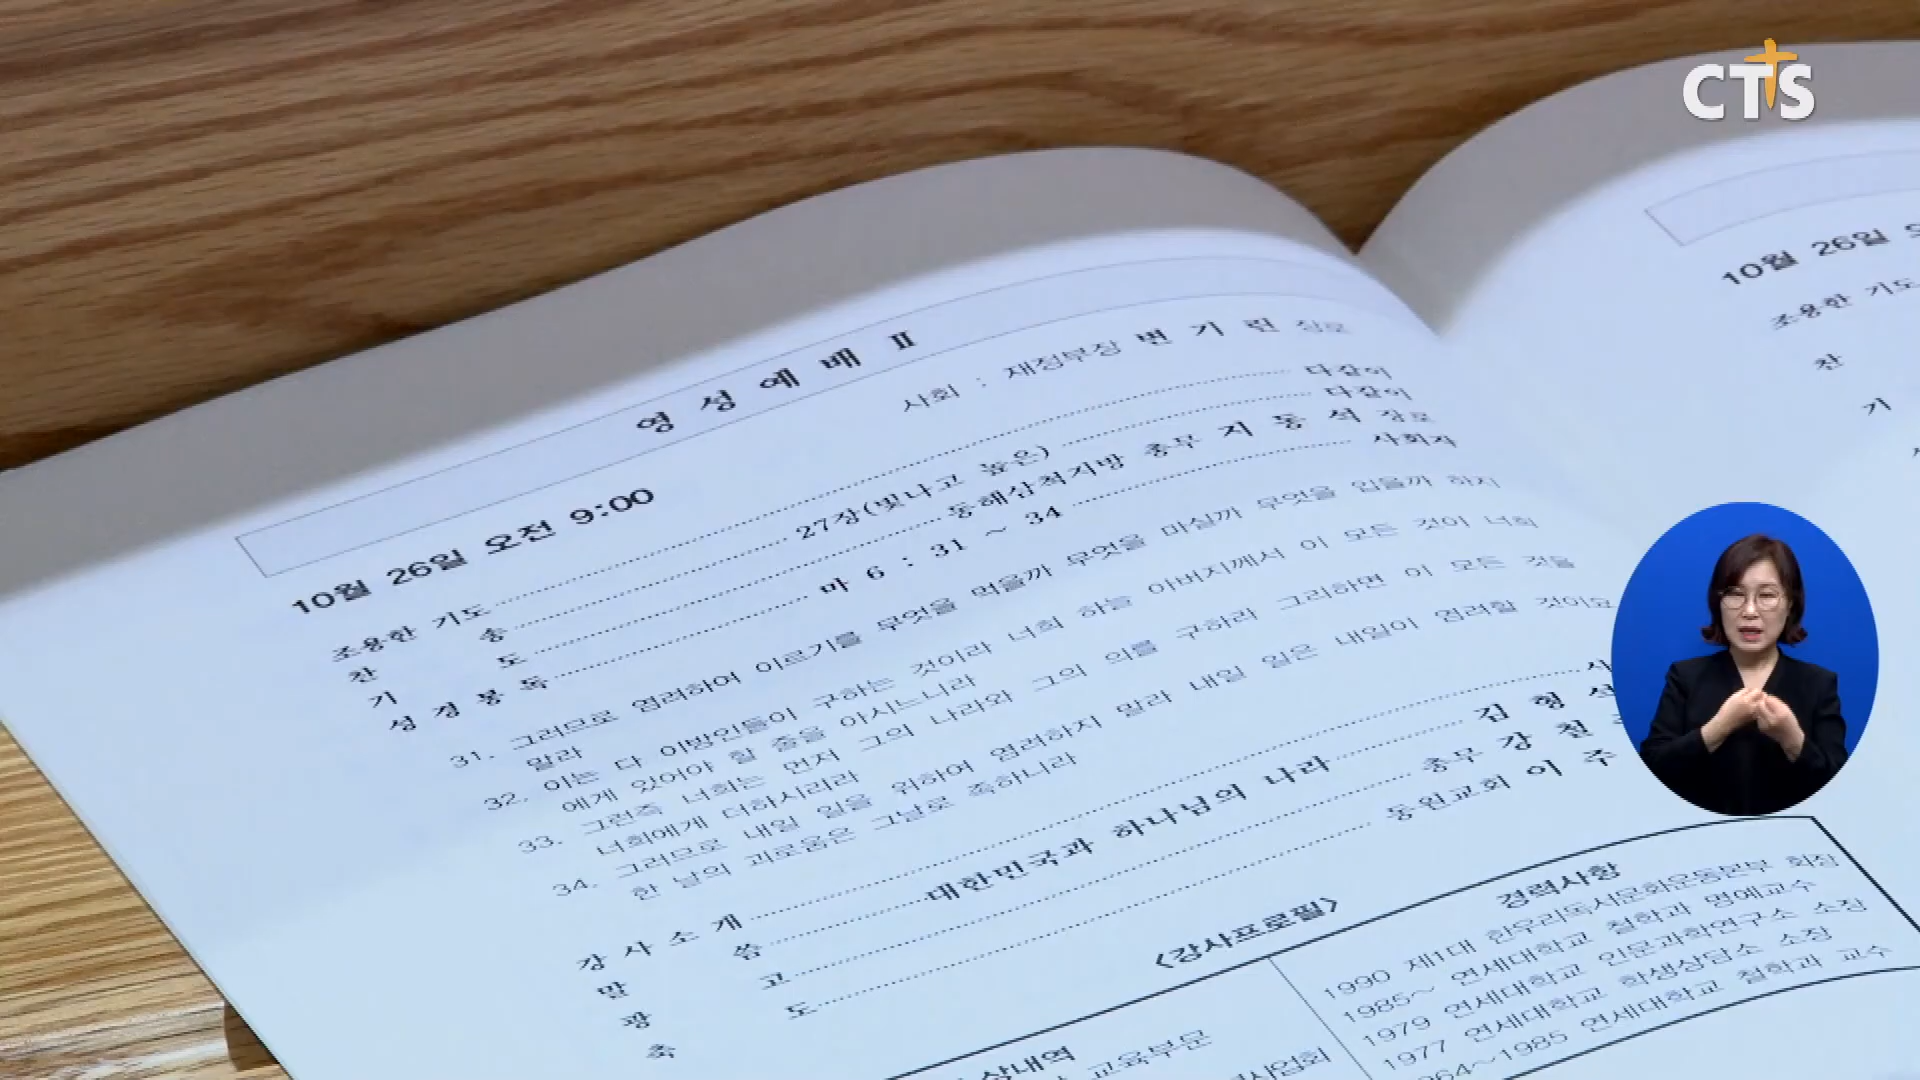 CTS
영 성 예 배 Ⅱ
10월 26일 오전 9:00
사회 : 재정부장 변 기 린 장로
조용한 기도 다같이
찬 송 27장(빛나고 높은) 다같이
기 도 동해삼척지방 총무 지 동 석 장로
성 경 봉 독 마 6 : 31 ~ 34 사회자
31. 그러므로 염려하여 이르기를 무엇을 먹을까 무엇을 마실까 무엇을 입을까 하지
말라
32. 이는 다 이방인들이 구하는 것이라 너희 하늘 아버지께서 이 모든 것이 너희
에게 있어야 할 줄을 아시느니라
33. 그런즉 너희는 먼저 그의 나라와 그의 의를 구하라 그리하면 이 모든 것을
너희에게 더하시리라
34. 그러므로 내일 일을 위하여 염려하지 말라 내일 일은 내일이 염려할 것이요
한 날의 괴로움은 그날로 족하니라
강 사 소 개 사
말 씀 대한민국과 하나님의 나라 김 형 석
광 고 총무 강 철
축 도 동원교회 이 주
<강사프로필>
상내역
교육부문
경력사항
1990 제1대 한우리독서문화운동본부 회장
1985~ 연세대학교 철학과 명예교수
1979 연세대학교 인문과학연구소 소장
1977 연세대학교 학생상담소 소장
1985 연세대학교 철학과 교수
10월 26일 오
조용한 기도
찬
기